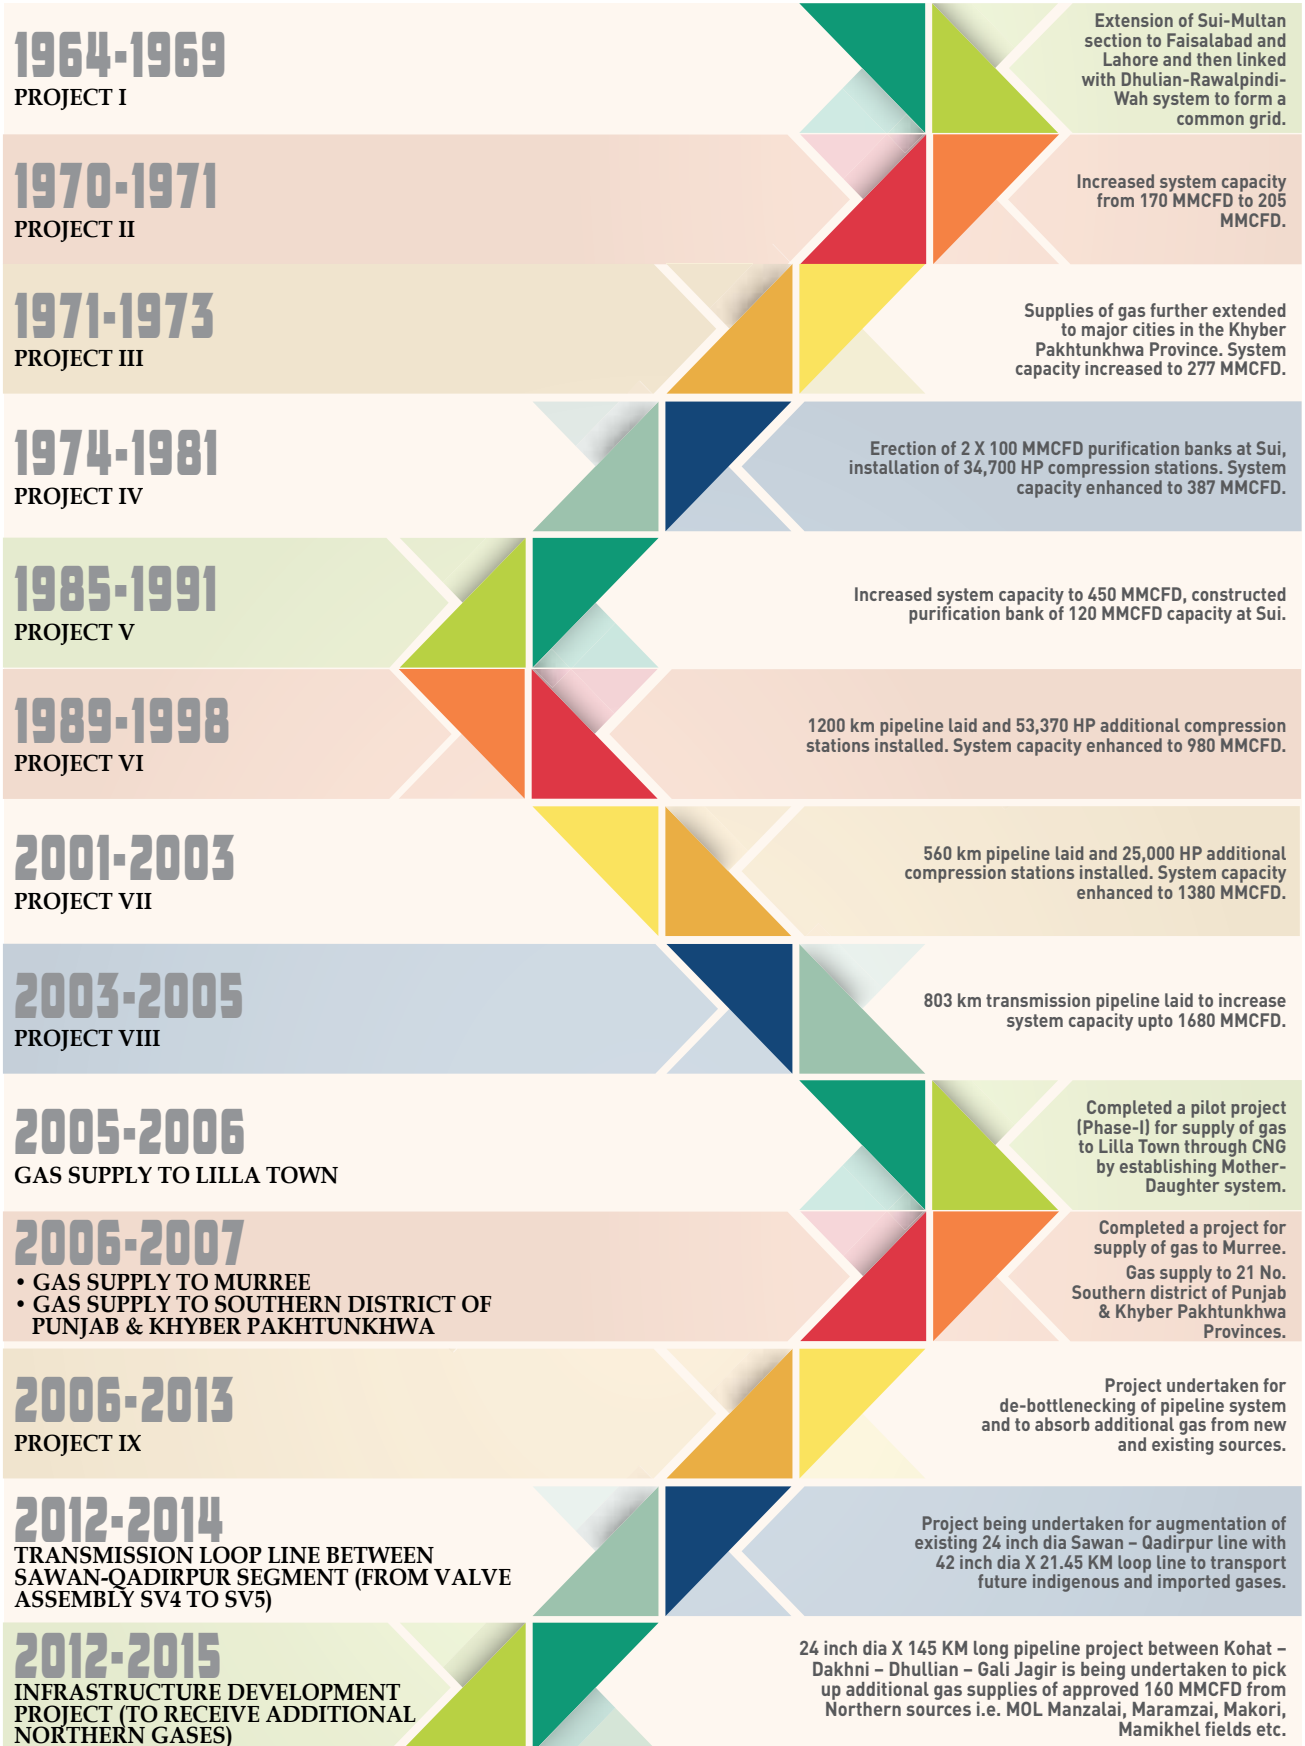 1964-1969
PROJECT I
Extension of Sui-Multan
section to Faisalabad and
Lahore and then linked
with Dhulian-Rawalpindi-
Wah system to form a
common grid.
1970-1971
PROJECT II
Increased system capacity
from 170 MMCFD to 205
MMCFD.
1971-1973
PROJECT III
Supplies of gas further extended
to major cities in the Khyber
Pakhtunkhwa Province. System
capacity increased to 277 MMCFD.
1974-1981
PROJECT IV
Erection of 2 X 100 MMCFD purification banks at Sui,
installation of 34,700 HP compression stations. System
capacity enhanced to 387 MMCFD.
1985-1991
PROJECT V
Increased system capacity to 450 MMCFD, constructed
purification bank of 120 MMCFD capacity at Sui.
1989-1998
PROJECT VI
1200 km pipeline laid and 53,370 HP additional compression
stations installed. System capacity enhanced to 980 MMCFD.
2001-2003
PROJECT VII
560 km pipeline laid and 25,000 HP additional
compression stations installed. System capacity
enhanced to 1380 MMCFD.
2003-2005
PROJECT VIII
803 km transmission pipeline laid to increase
system capacity upto 1680 MMCFD.
2005-2006
GAS SUPPLY TO LILLA TOWN
Completed a pilot project
(Phase-I) for supply of gas
to Lilla Town through CNG
by establishing Mother-
Daughter system.
2006-2007
• GAS SUPPLY TO MURREE
• GAS SUPPLY TO SOUTHERN DISTRICT OF
PUNJAB & KHYBER PAKHTUNKHWA
Completed a project for
supply of gas to Murree.
Gas supply to 21 No.
Southern district of Punjab
& Khyber Pakhtunkhwa
Provinces.
2006-2013
PROJECT IX
Project undertaken for
de-bottlenecking of pipeline system
and to absorb additional gas from new
and existing sources.
2012-2014
TRANSMISSION LOOP LINE BETWEEN
SAWAN-QADIRPUR SEGMENT (FROM VALVE
ASSEMBLY SV4 TO SV5)
Project being undertaken for augmentation of
existing 24 inch dia Sawan – Qadirpur line with
42 inch dia X 21.45 KM loop line to transport
future indigenous and imported gases.
2012-2015
INFRASTRUCTURE DEVELOPMENT
PROJECT (TO RECEIVE ADDITIONAL
NORTHERN GASES)
24 inch dia X 145 KM long pipeline project between Kohat –
Dakhni – Dhullian – Gali Jagir is being undertaken to pick
up additional gas supplies of approved 160 MMCFD from
Northern sources i.e. MOL Manzalai, Maramzai, Makori,
Mamikhel fields etc.